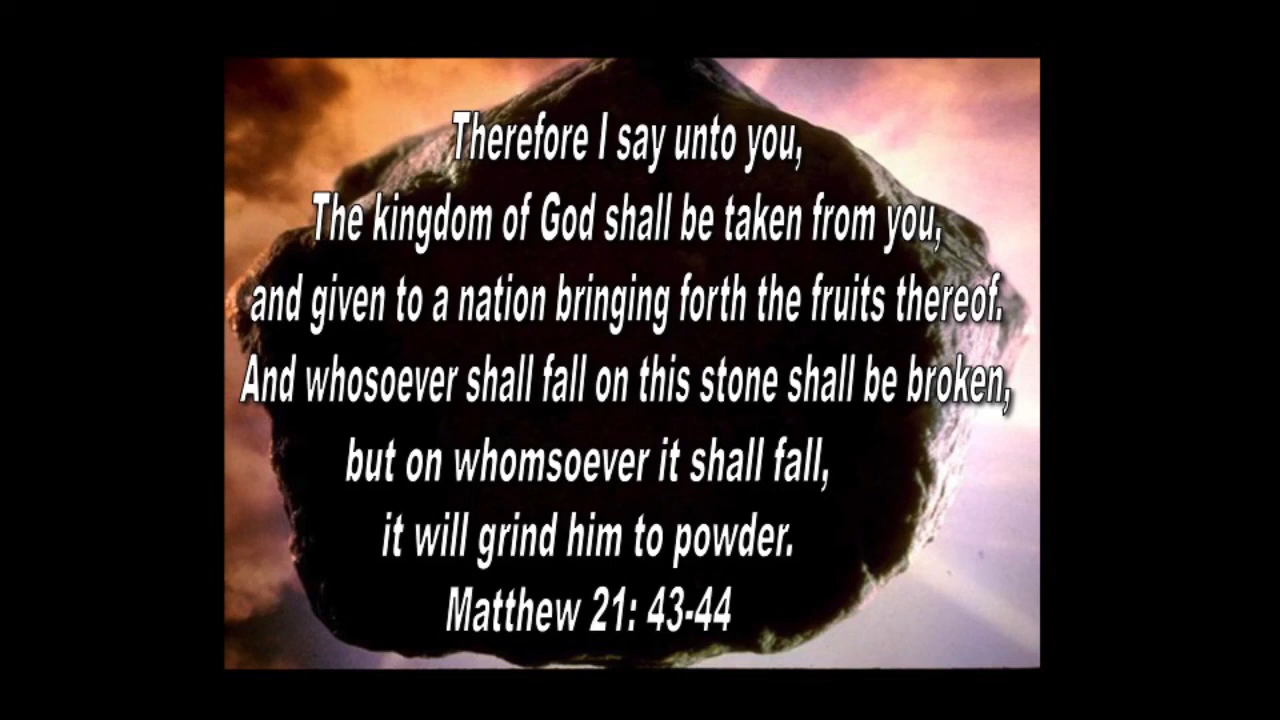 Therefore I say unto you,
The kingdom of God shall be taken from you,
and given to a nation bringing forth the fruits thereof.
And whosoever shall fall on this stone shall be broken,
but on whomsoever it shall fall,
it will grind him to powder.
Matthew 21: 43-44